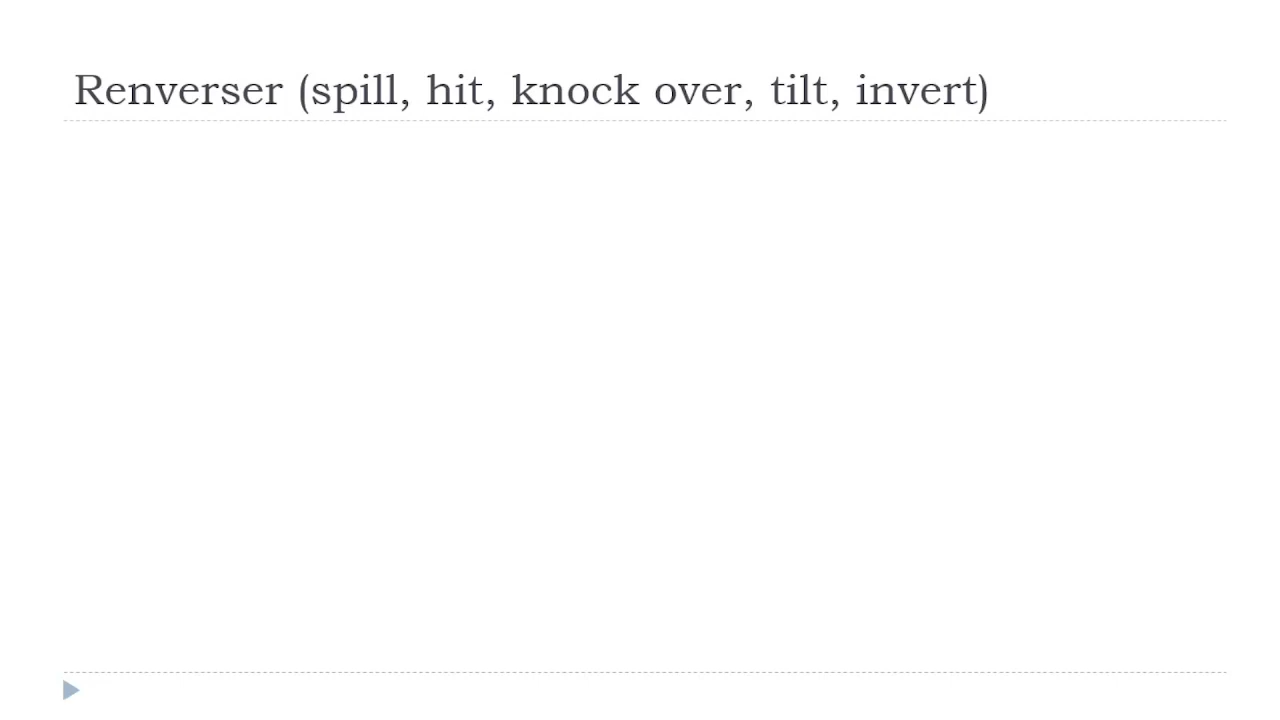 Renverser (spill, hit, knock over, tilt, invert)